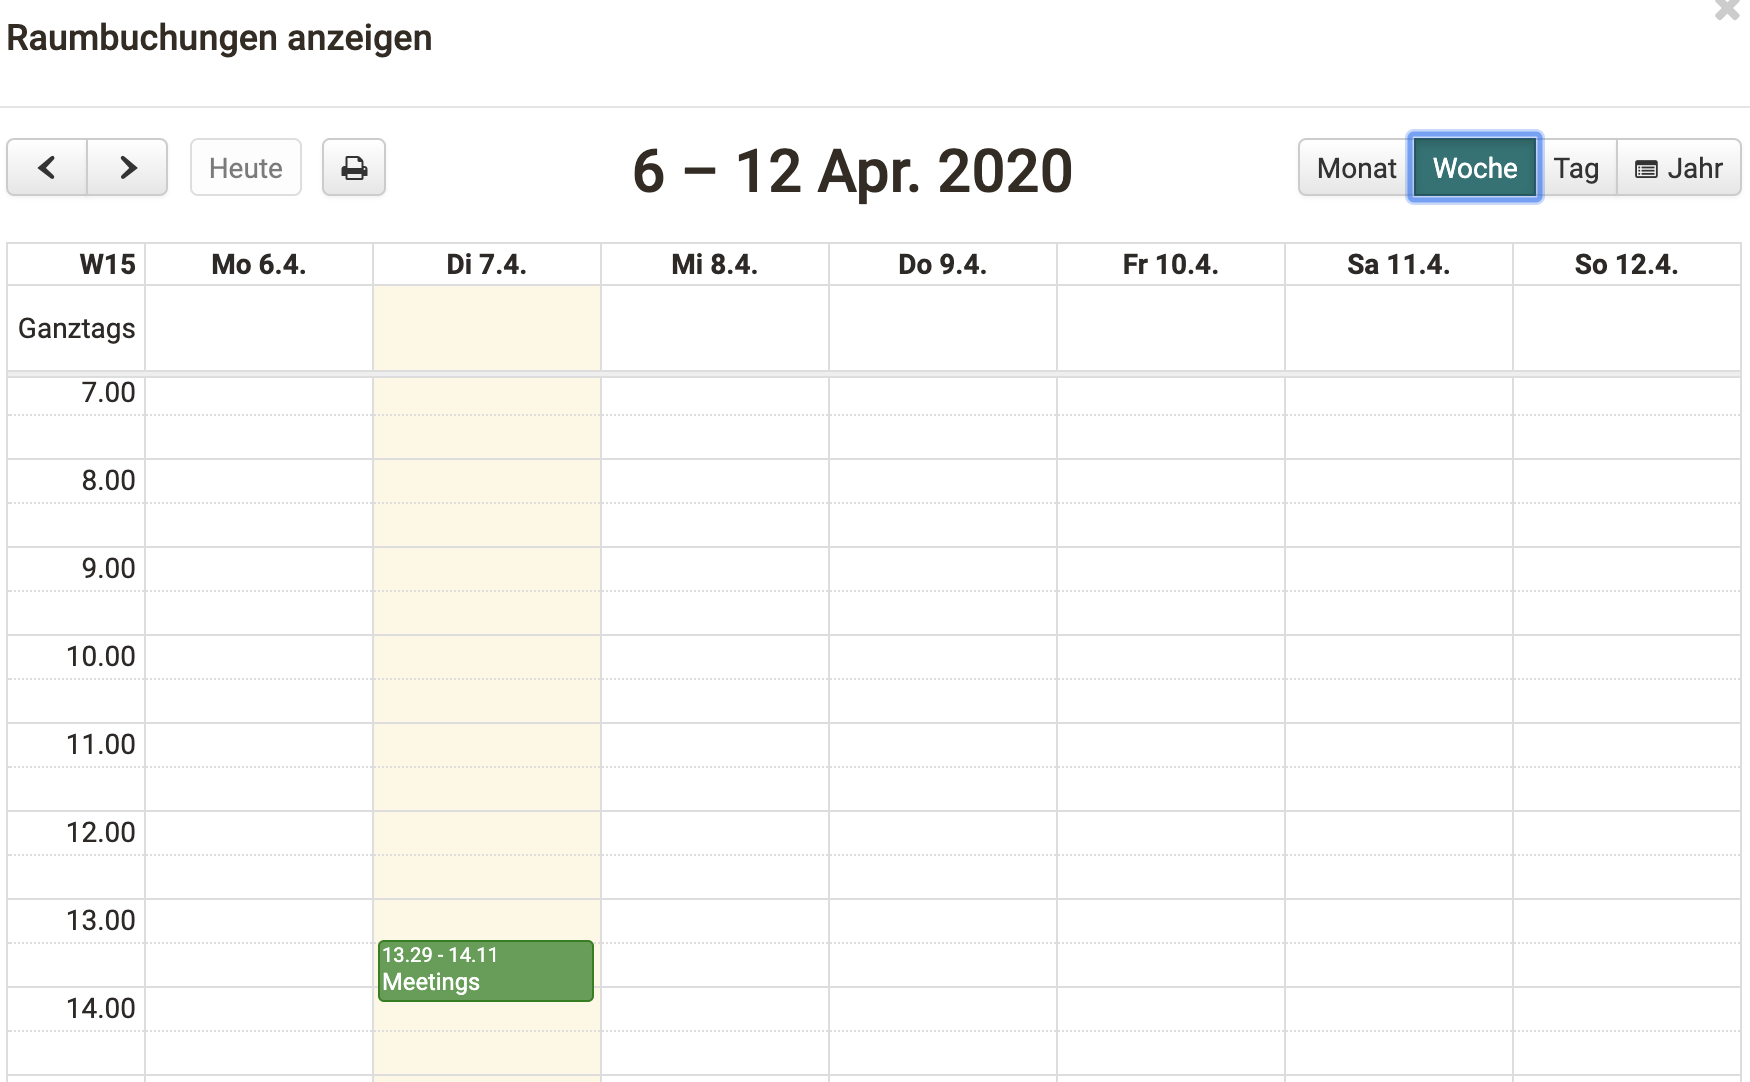 Raumbuchungen anzeigen
Heute
6 – 12 Apr. 2020
Monat
Woche
Tag
Jahr
W15 Mo 6.4. Di 7.4. Mi 8.4. Do 9.4. Fr 10.4. Sa 11.4. So 12.4.
Ganztags
7.00
8.00
9.00
10.00
11.00
12.00
13.00
13.29 - 14.11
Meetings
14.00